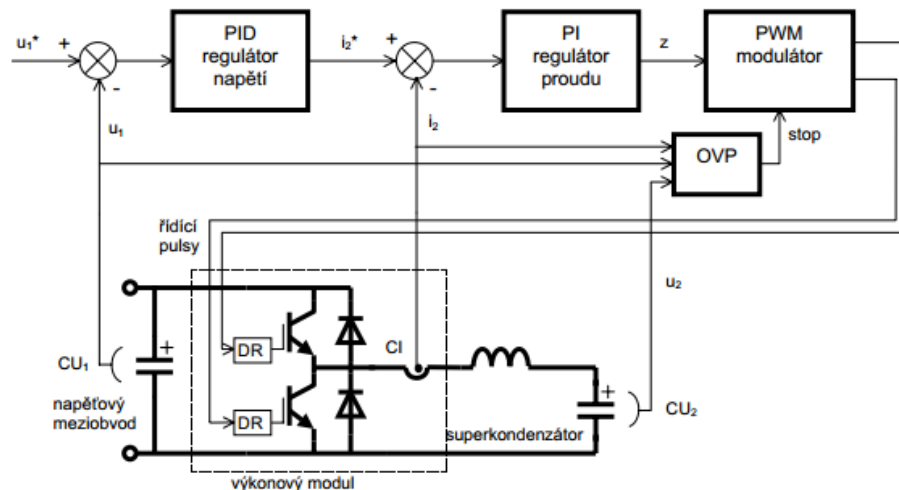 u₁*
+
-
u₁
PID
regulátor
napětí
i₂*
+
-
i₂
PI
regulátor
proudu
z
PWM
modulátor
stop
OVP
řídící
pulsy
u₂
DR
DR
CI
CU₁
+
napěťový
meziobvod
+
CU₂
superkondenzátor
výkonový modul